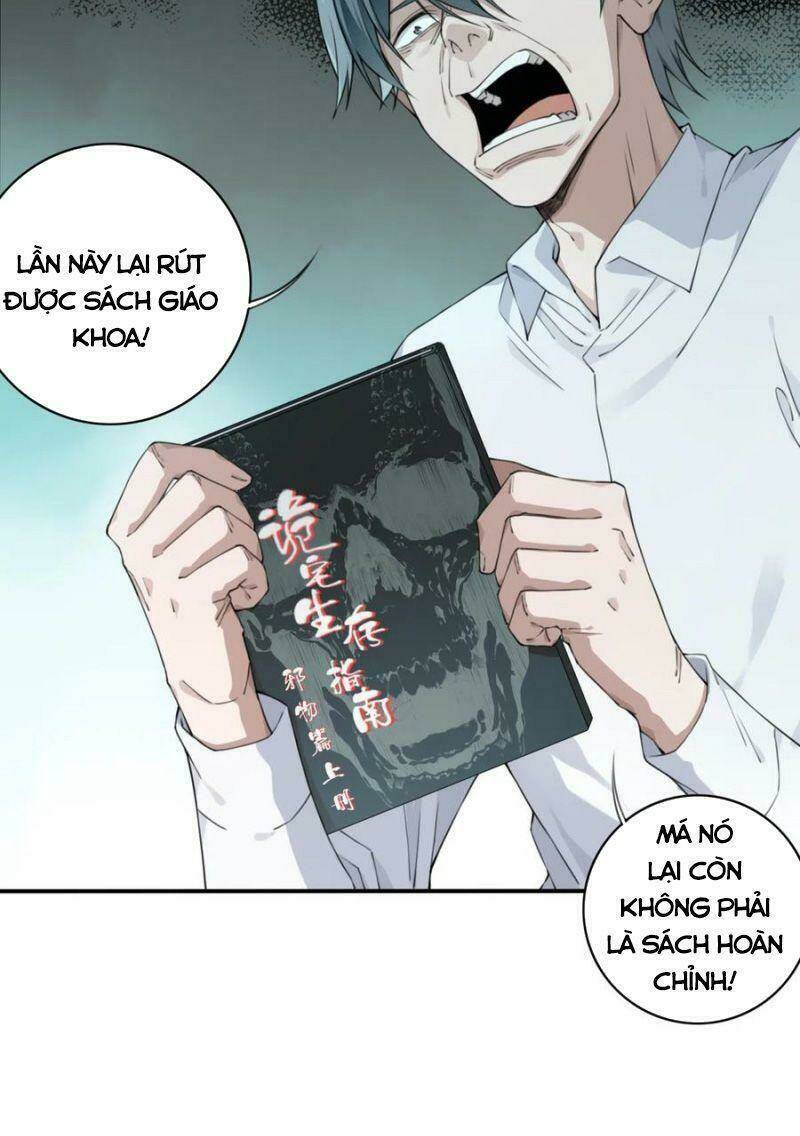 LẦN NÀY LẠI RÚT
ĐƯỢC SÁCH GIÁO
KHOA!
诡宅
生存
指南
邪物篇上册
MÁ NÓ
LẠI CÒN
KHÔNG PHẢI
LÀ SÁCH HOÀN
CHỈNH!